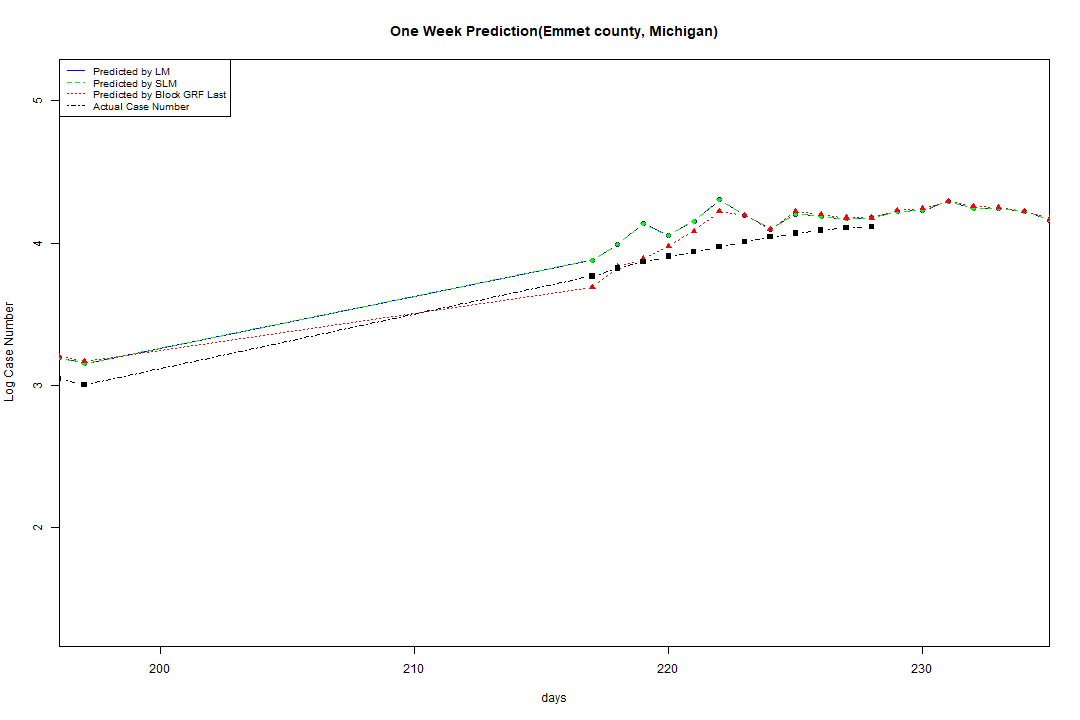 One Week Prediction(Emmet county, Michigan)
Predicted by LM
Predicted by SLM
Predicted by Block GRF Last
Actual Case Number
5
4
3
2
Log Case Number
200 210 220 230
days